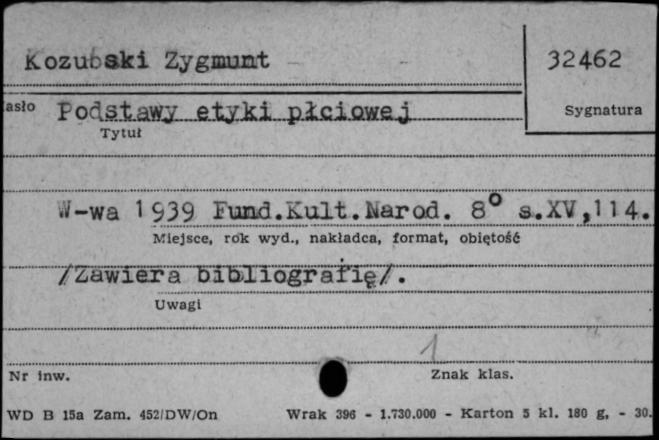 Kozubski Zygmunt
32462
asło Podstawy etyki płciowej
Sygnatura
Tytuł
W-wa 1939 Fund.Kult.Narod. 8° s.XV,114.
Miejsce, rok wyd., nakładca, format, obiętość
/Zawiera bibliografię/.
Uwagi
1
Nr inw.
Znak klas.
WD B 15a Zam. 452/DW/On Wrak 396 - 1.730.000 - Karton 5 kl. 180 g, - 30.